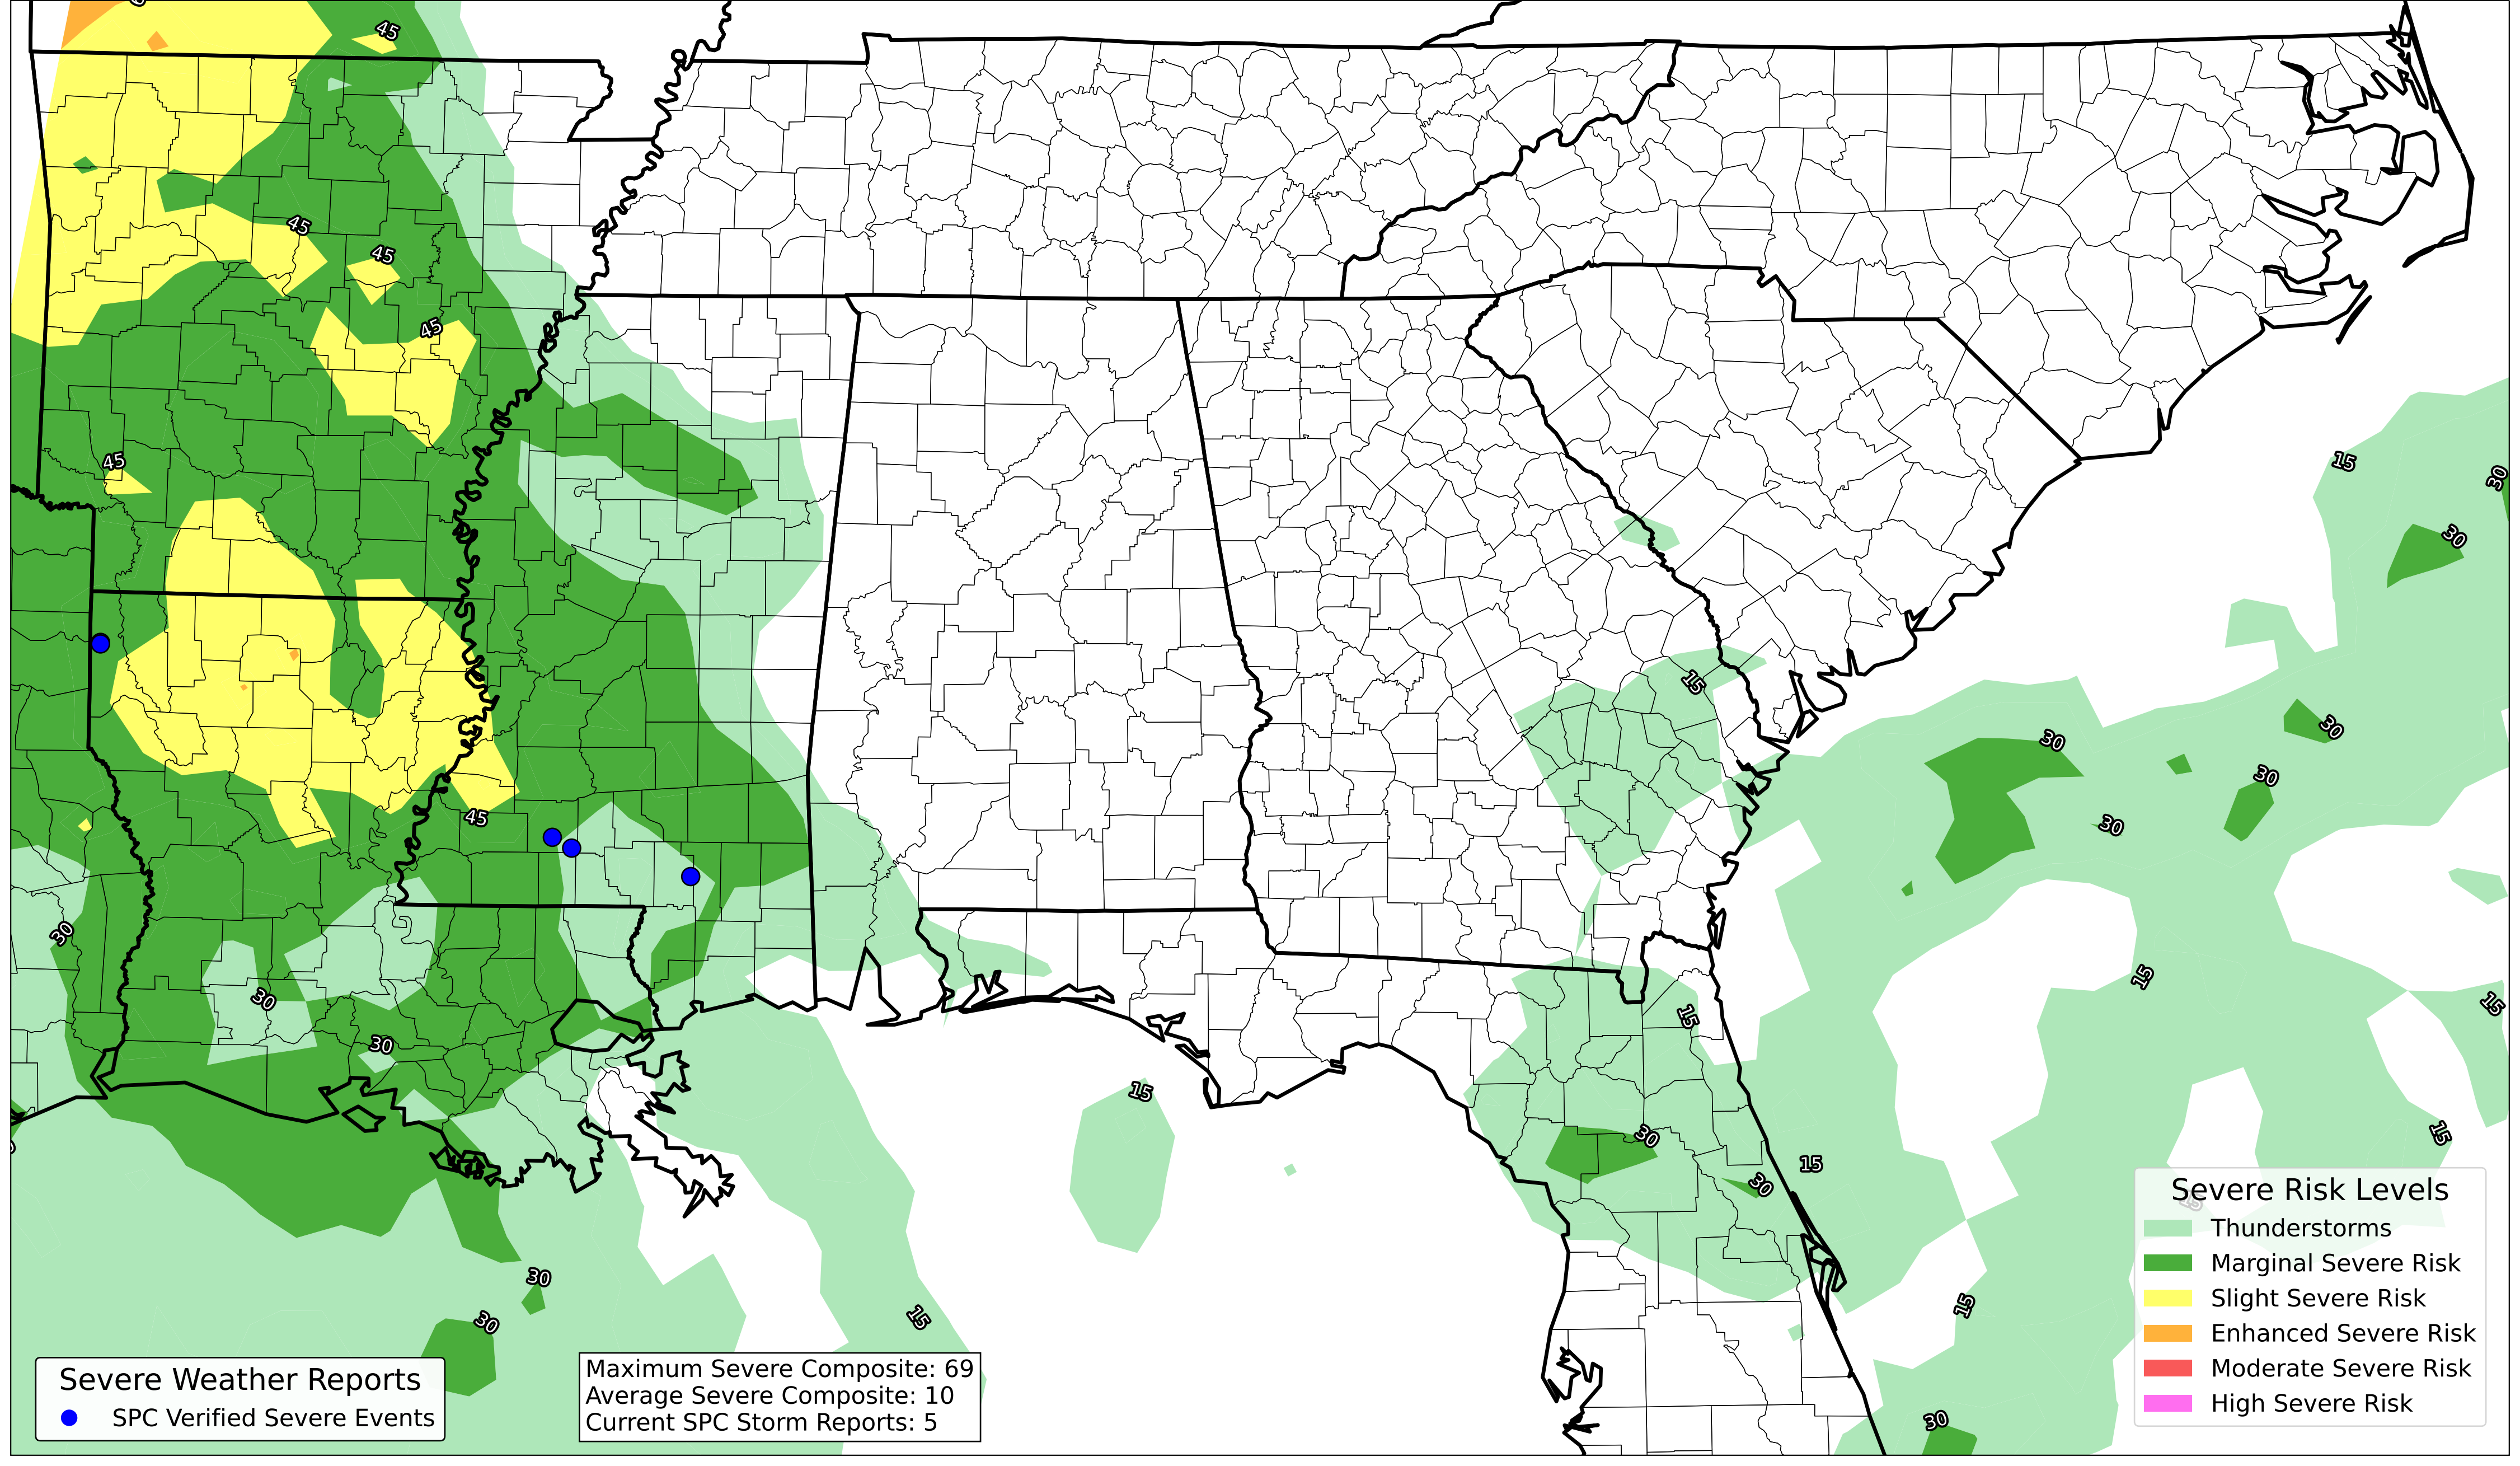 45
45
45
45
45
45
15
30
30
15
30
30
30
30
30
15
30
15
15
30
15
30
15
30
15
30
15
30
15
15
30
Severe Risk Levels
Thunderstorms
Marginal Severe Risk
Slight Severe Risk
Enhanced Severe Risk
Moderate Severe Risk
High Severe Risk
Severe Weather Reports
SPC Verified Severe Events
Maximum Severe Composite: 69
Average Severe Composite: 10
Current SPC Storm Reports: 5